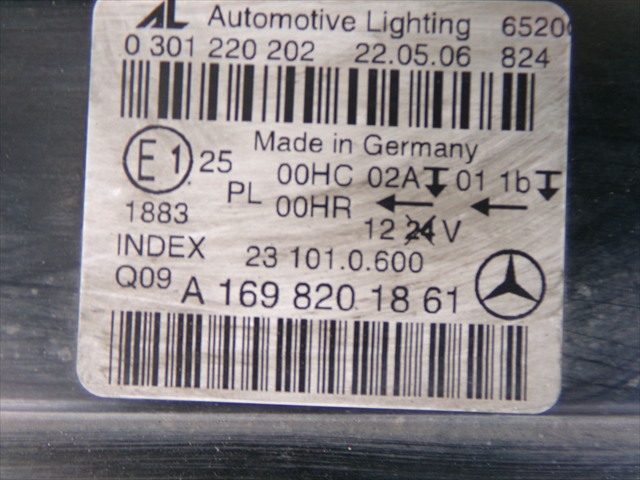 AL Automotive Lighting 6520
0 301 220 202 22.05.06 824
Made in Germany
E1 25 00HC 02A 01 1b
PL 00HR
1883 12 24 V
INDEX 23 101.0.600
Q09 A 169 820 18 61